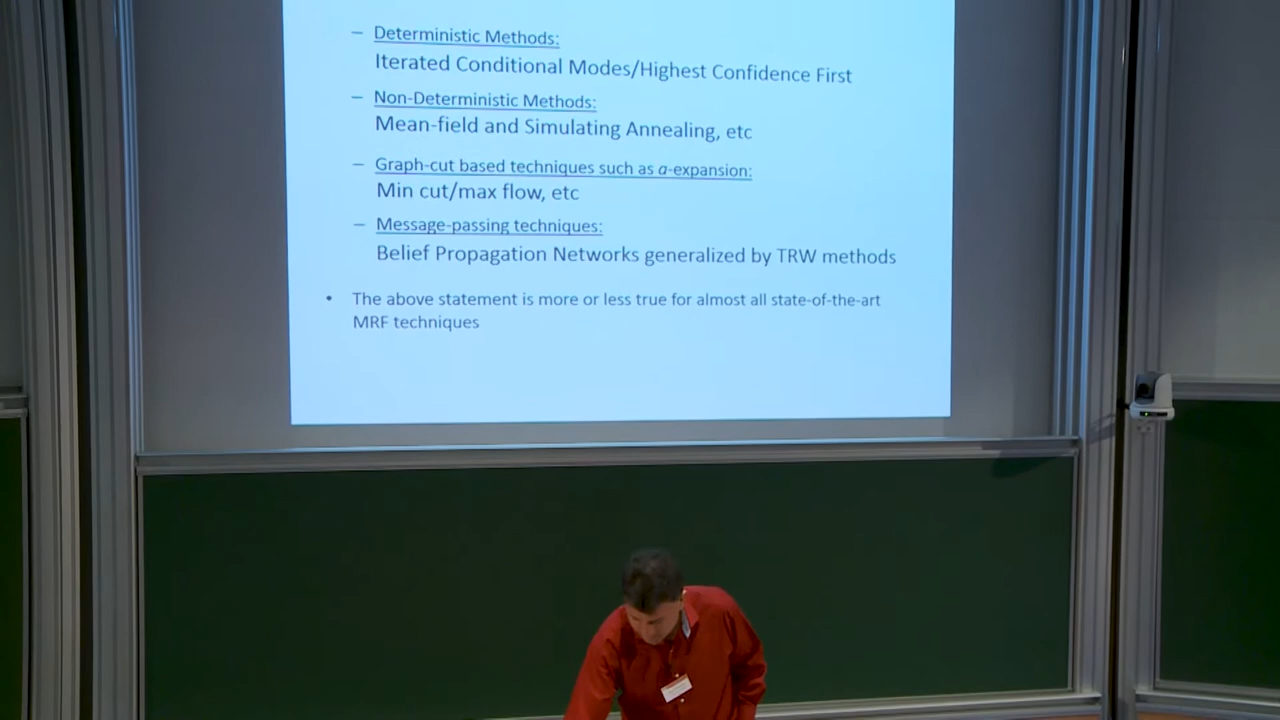 – Deterministic Methods:
Iterated Conditional Modes/Highest Confidence First
– Non-Deterministic Methods:
Mean-field and Simulating Annealing, etc
– Graph-cut based techniques such as α-expansion:
Min cut/max flow, etc
– Message-passing techniques:
Belief Propagation Networks generalized by TRW methods
• The above statement is more or less true for almost all state-of-the-art
MRF techniques